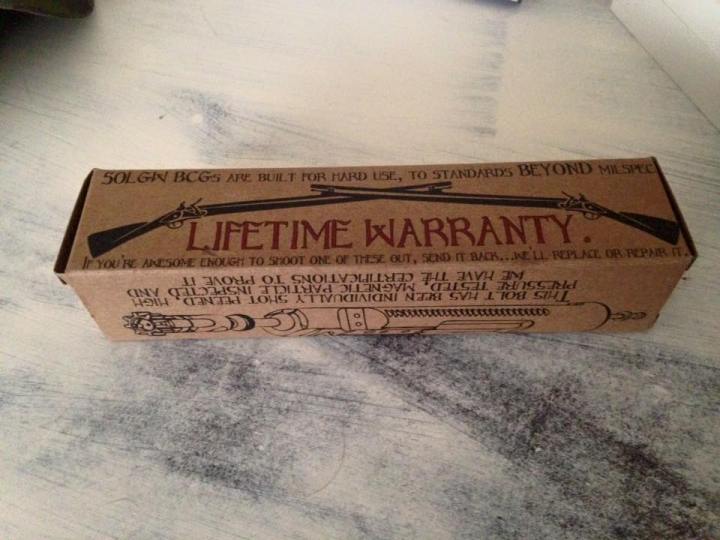 SOLGW BCGS ARE BUILT FOR HARD USE, TO STANDARDS BEYOND MILSPEC
LIFETIME WARRANTY.
IF YOU'RE AWESOME ENOUGH TO SHOOT ONE OF THESE OUT, SEND IT BACK...WE'LL REPLACE OR REPAIR IT.
THIS BOLT HAS BEEN INDIVIDUALLY SHOT PEENED, HIGH
PRESSURE TESTED, MAGNETIC PARTICLE INSPECTED AND
WE HAVE THE CERTIFICATIONS TO PROVE IT